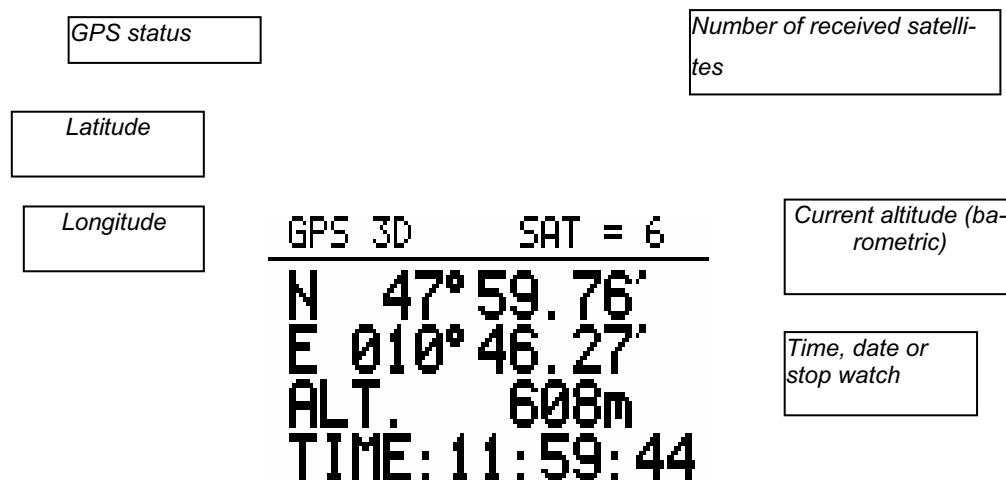 GPS status
Number of received satelli-
tes
Latitude
Longitude
Current altitude (ba-
rometric)
Time, date or
stop watch
GPS 3D SAT = 6
N 47°59.76'
E 010°46.27'
ALT. 608m
TIME:11:59:44